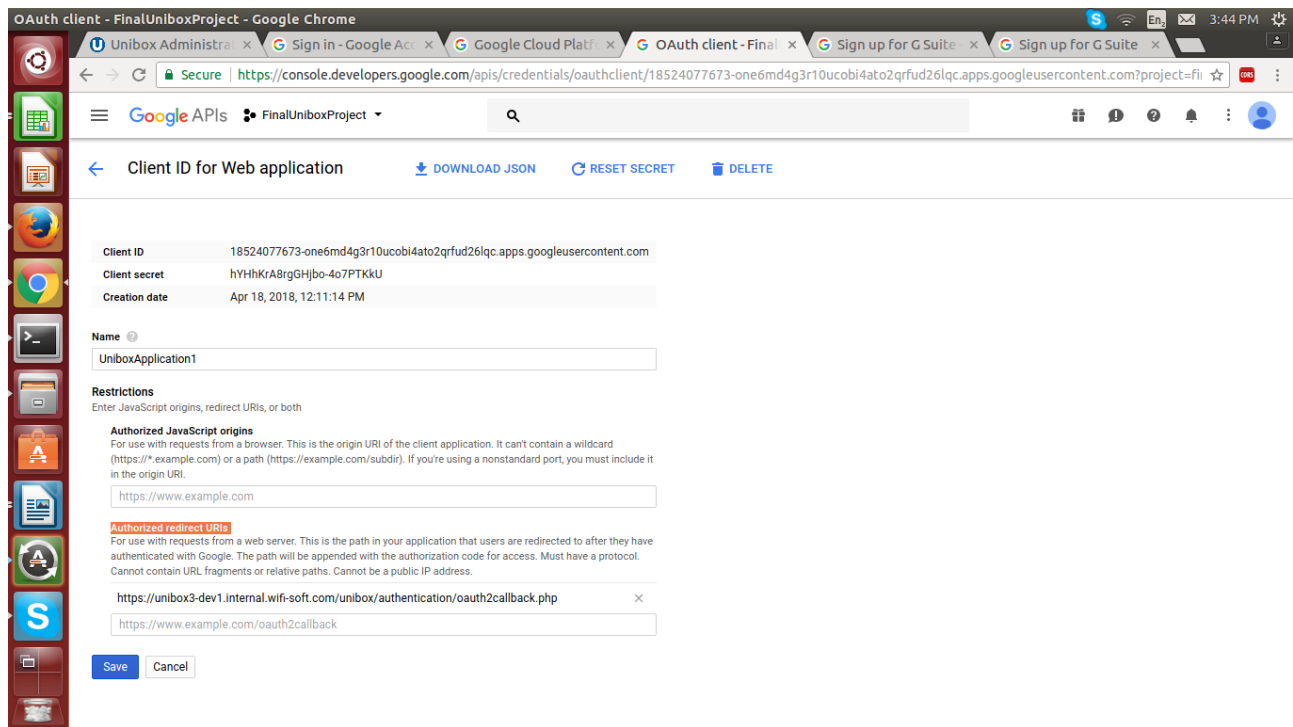 OAuth client - FinalUniboxProject - Google Chrome
En2 3:44 PM
Unibox Administra × Sign in - Google Acc × Google Cloud Platf × OAuth client - Final × Sign up for G Suite × Sign up for G Suite ×
Secure | https://console.developers.google.com/apis/credentials/oauthclient/18524077673-one6md4g3r10ucobi4ato2qrfud26lqc.apps.googleusercontent.com?project=fi
CORS
Google APIs FinalUniboxProject
Client ID for Web application DOWNLOAD JSON RESET SECRET DELETE
Client ID 18524077673-one6md4g3r10ucobi4ato2qrfud26lqc.apps.googleusercontent.com
Client secret hYHhKrA8rgGHjbo-4o7PTKkU
Creation date Apr 18, 2018, 12:11:14 PM
Name
UniboxApplication1
Restrictions
Enter JavaScript origins, redirect URIs, or both
Authorized JavaScript origins
For use with requests from a browser. This is the origin URI of the client application. It can't contain a wildcard
(https://*.example.com) or a path (https://example.com/subdir). If you're using a nonstandard port, you must include it
in the origin URI.
https://www.example.com
Authorized redirect URIs
For use with requests from a web server. This is the path in your application that users are redirected to after they have
authenticated with Google. The path will be appended with the authorization code for access. Must have a protocol.
Cannot contain URL fragments or relative paths. Cannot be a public IP address.
https://unibox3-dev1.internal.wifi-soft.com/unibox/authentication/oauth2callback.php ×
https://www.example.com/oauth2callback
Save Cancel